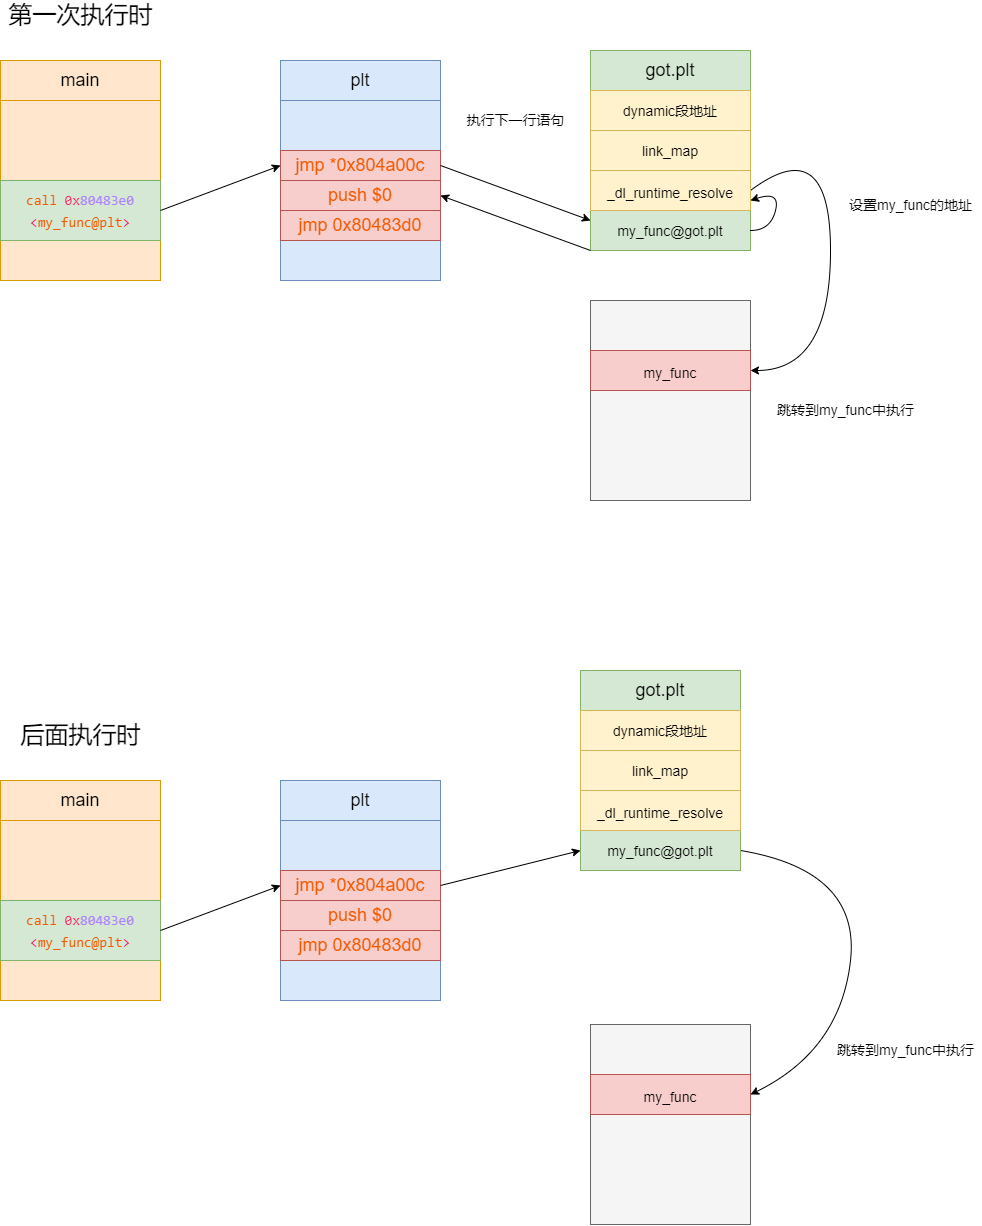 第一次执行时
main
call 0x80483e0
<my_func@plt>
plt
jmp *0x804a00c
push $0
jmp 0x80483d0
执行下一行语句
got.plt
dynamic段地址
link_map
_dl_runtime_resolve
my_func@got.plt
设置my_func的地址
my_func
跳转到my_func中执行
后面执行时
main
call 0x80483e0
<my_func@plt>
plt
jmp *0x804a00c
push $0
jmp 0x80483d0
got.plt
dynamic段地址
link_map
_dl_runtime_resolve
my_func@got.plt
跳转到my_func中执行
my_func